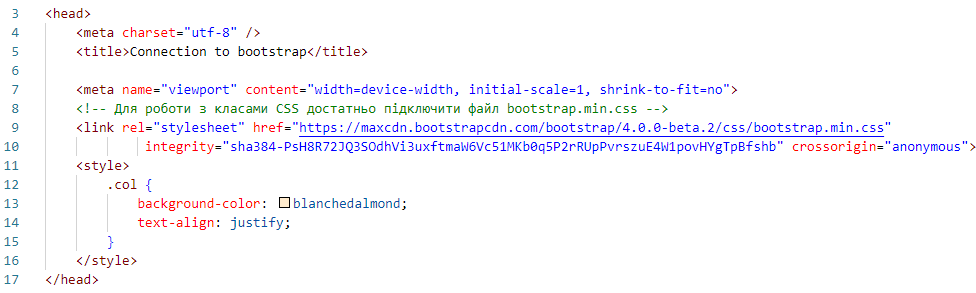 3 <head>
4 <meta charset="utf-8" />
5 <title>Connection to bootstrap</title>
6
7 <meta name="viewport" content="width=device-width, initial-scale=1, shrink-to-fit=no">
8 <!-- Для роботи з класами CSS достатньо підключити файл bootstrap.min.css -->
9 <link rel="stylesheet" href="https://maxcdn.bootstrapcdn.com/bootstrap/4.0.0-beta.2/css/bootstrap.min.css"
10 integrity="sha384-PsH8R72JQ3SOdhVi3uxftmaW6Vc51MKb0q5P2rRUpPvrszuE4W1povHYgTpBfshb" crossorigin="anonymous">
11 <style>
12 .col {
13 background-color: blanchedalmond;
14 text-align: justify;
15 }
16 </style>
17 </head>